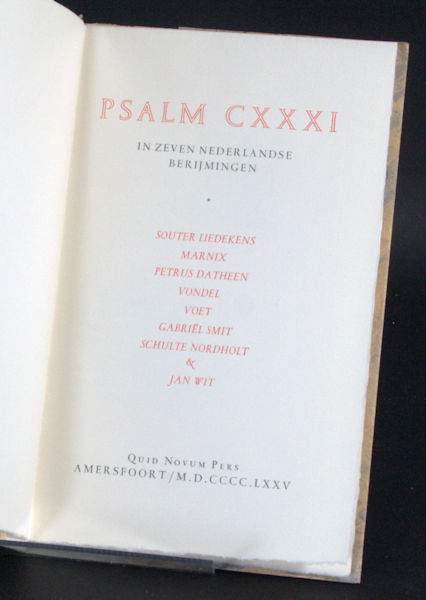 PSALM CXXXI
IN ZEVEN NEDERLANDSE
BERIJMINGEN
*
SOUTER LIEDEKENS
MARNIX
PETRUS DATHEEN
VONDEL
VOET
GABRIËL SMIT
SCHULTE NORDHOLT
&
JAN WIT
QUID NOVUM PERS
AMERSFOORT/M.D.CCCC.LXXV